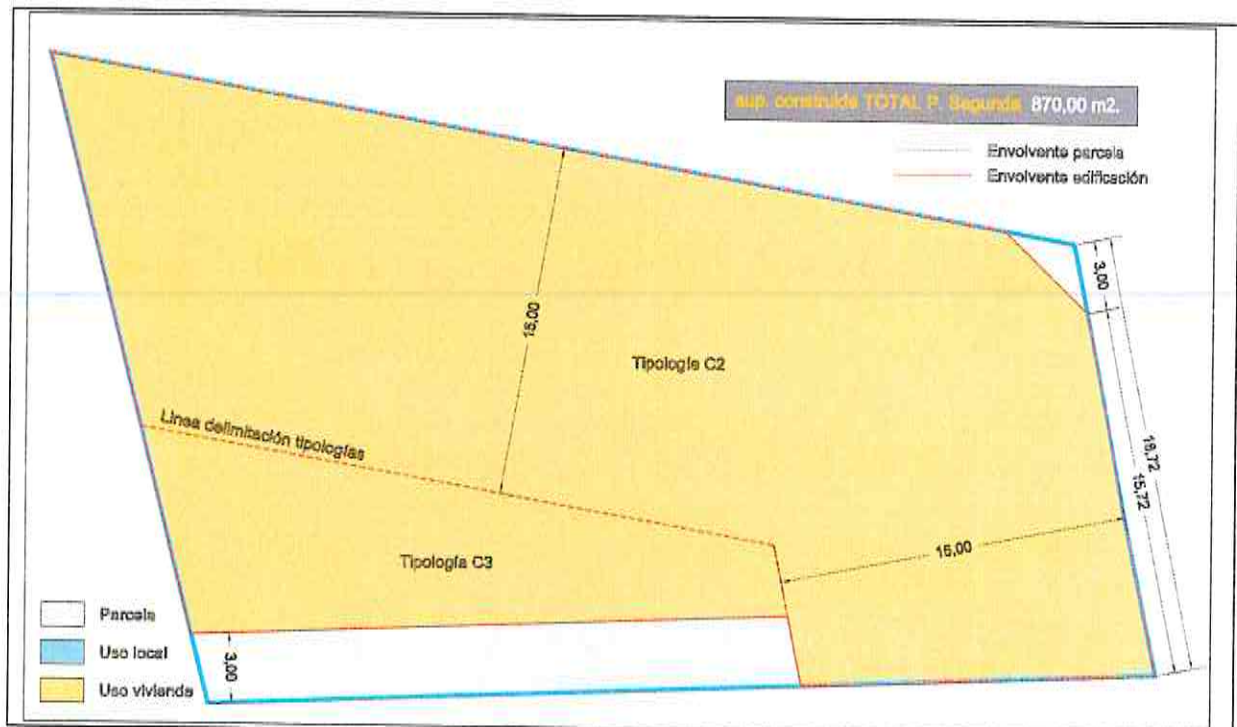 sup. construida TOTAL P. Segunda 870,00 m2.
Envolvente parcela
Envolvente edificación
3,00
15,00
Tipología C2
Línea delimitación tipologías
18,72
15,72
15,00
Tipología C3
Parcela
Uso local
3,00
Uso vivienda